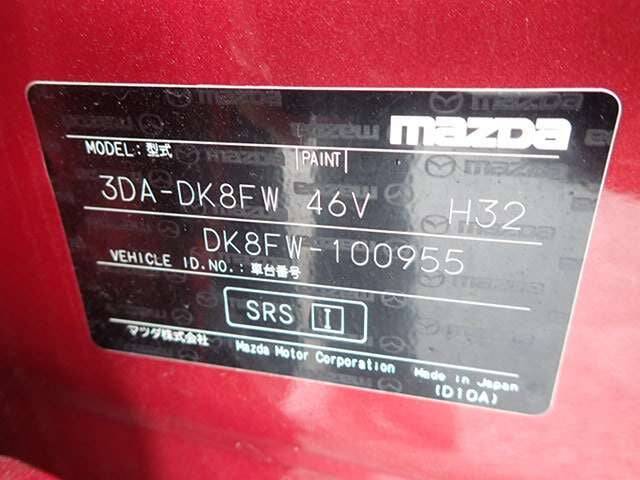 mazda
MODEL:型式 PAINT
3DA-DK8FW 46V H32
DK8FW-100955
VEHICLE ID.NO.:車台番号
SRS I
マツダ株式会社 Mazda Motor Corporation Made in Japan
(D10A)